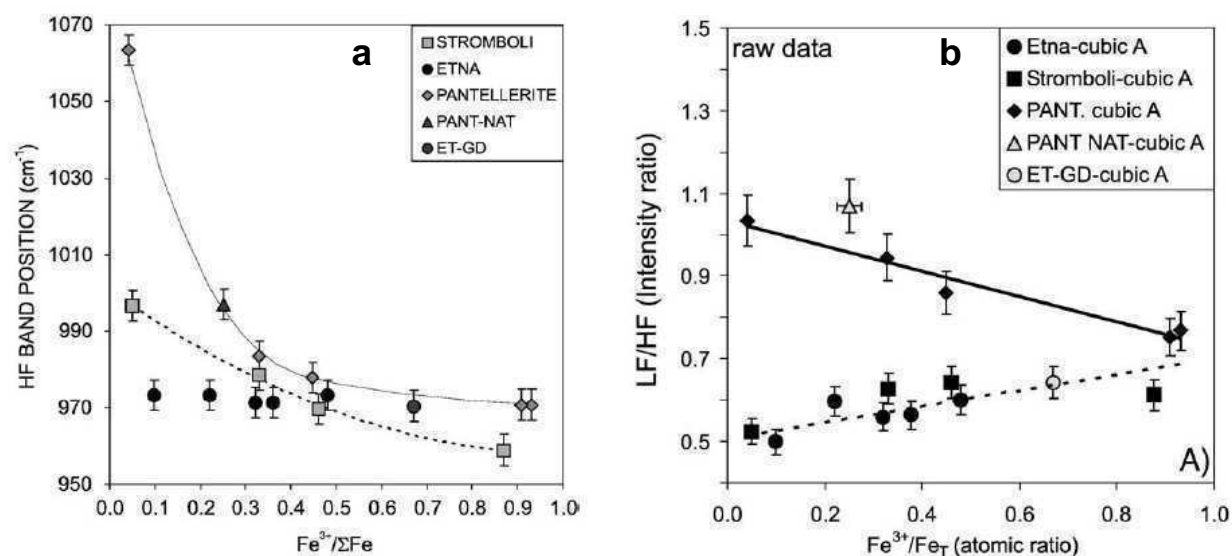 a
STROMBOLI
ETNA
PANTELLERITE
PANT-NAT
ET-GD
HF BAND POSITION (cm⁻¹)
1070
1050
1030
1010
990
970
950
0.0 0.1 0.2 0.3 0.4 0.5 0.6 0.7 0.8 0.9 1.0
Fe³⁺/ΣFe
raw data
b
Etna-cubic A
Stromboli-cubic A
PANT. cubic A
PANT NAT-cubic A
ET-GD-cubic A
LF/HF (Intensity ratio)
1.5
1.3
1.1
0.9
0.7
0.5
A)
0.2 0.4 0.6 0.8 1.0
Fe³⁺/Fe_T (atomic ratio)